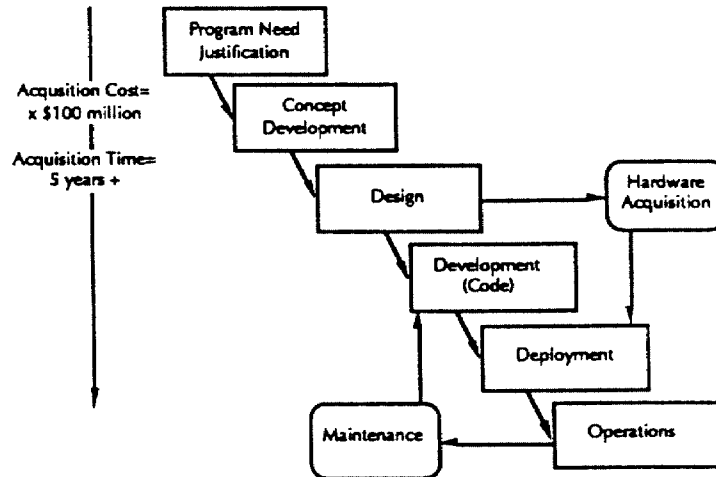 Program Need
Justification
Acqusition Cost=
x $100 million
Concept
Development
Acquisition Time=
5 years +
Design
Hardware
Acquisition
Development
(Code)
Deployment
Maintenance
Operations